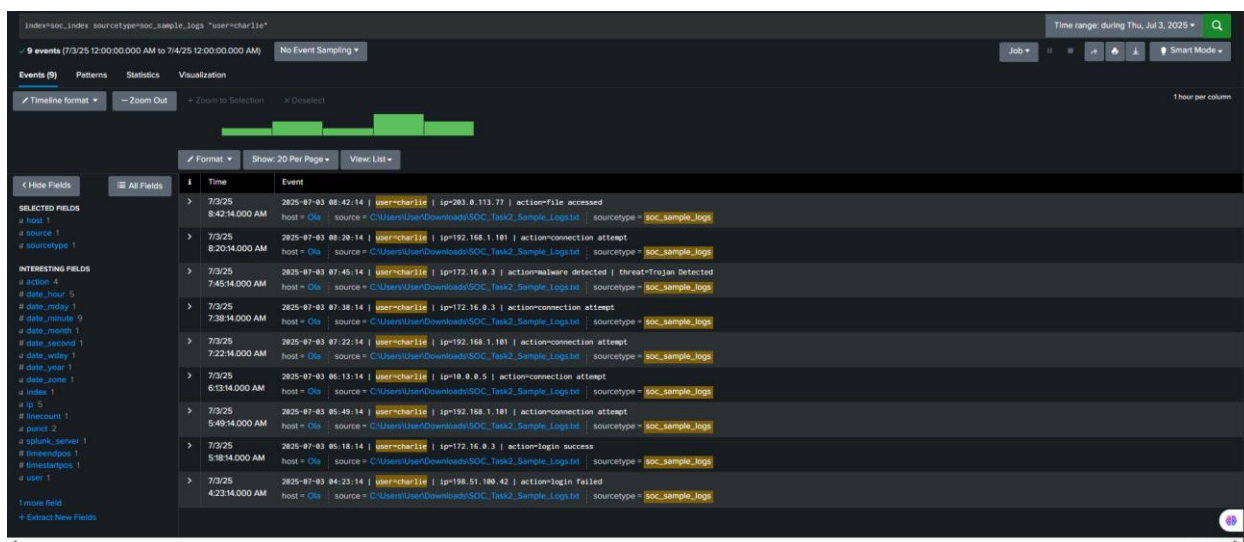 index=soc_index sourcetype=soc_sample_logs "user=charlie"
Time range: during Thu, Jul 3, 2025
9 events (7/3/25 12:00:00.000 AM to 7/4/25 12:00:00.000 AM)
No Event Sampling
Job
Smart Mode
Events (9)
Patterns
Statistics
Visualization
Timeline format
– Zoom Out
+ Zoom to Selection
× Deselect
1 hour per column
Format
Show: 20 Per Page
View: List
< Hide Fields
All Fields
i
Time
Event
SELECTED FIELDS
a host 1
a source 1
a sourcetype 1
INTERESTING FIELDS
a action 4
# date_hour 5
# date_mday 1
# date_minute 9
a date_month 1
# date_second 1
a date_wday 1
# date_year 1
a date_zone 1
a index 1
a ip 5
# linecount 1
a punct 2
a splunk_server 1
# timeendpos 1
# timestartpos 1
a user 1
1 more field
+ Extract New Fields
> 7/3/25
8:42:14.000 AM
2025-07-03 08:42:14 | user=charlie | ip=203.0.113.77 | action=file accessed
host = Ola source = C:\Users\User\Downloads\SOC_Task2_Sample_Logs.txt sourcetype = soc_sample_logs
> 7/3/25
8:20:14.000 AM
2025-07-03 08:20:14 | user=charlie | ip=192.168.1.101 | action=connection attempt
host = Ola source = C:\Users\User\Downloads\SOC_Task2_Sample_Logs.txt sourcetype = soc_sample_logs
> 7/3/25
7:45:14.000 AM
2025-07-03 07:45:14 | user=charlie | ip=172.16.0.3 | action=malware detected | threat=Trojan Detected
host = Ola source = C:\Users\User\Downloads\SOC_Task2_Sample_Logs.txt sourcetype = soc_sample_logs
> 7/3/25
7:38:14.000 AM
2025-07-03 07:38:14 | user=charlie | ip=172.16.0.3 | action=connection attempt
host = Ola source = C:\Users\User\Downloads\SOC_Task2_Sample_Logs.txt sourcetype = soc_sample_logs
> 7/3/25
7:22:14.000 AM
2025-07-03 07:22:14 | user=charlie | ip=192.168.1.101 | action=connection attempt
host = Ola source = C:\Users\User\Downloads\SOC_Task2_Sample_Logs.txt sourcetype = soc_sample_logs
> 7/3/25
6:13:14.000 AM
2025-07-03 06:13:14 | user=charlie | ip=10.0.0.5 | action=connection attempt
host = Ola source = C:\Users\User\Downloads\SOC_Task2_Sample_Logs.txt sourcetype = soc_sample_logs
> 7/3/25
5:49:14.000 AM
2025-07-03 05:49:14 | user=charlie | ip=192.168.1.101 | action=connection attempt
host = Ola source = C:\Users\User\Downloads\SOC_Task2_Sample_Logs.txt sourcetype = soc_sample_logs
> 7/3/25
5:18:14.000 AM
2025-07-03 05:18:14 | user=charlie | ip=172.16.0.3 | action=login success
host = Ola source = C:\Users\User\Downloads\SOC_Task2_Sample_Logs.txt sourcetype = soc_sample_logs
> 7/3/25
4:23:14.000 AM
2025-07-03 04:23:14 | user=charlie | ip=198.51.100.42 | action=login failed
host = Ola source = C:\Users\User\Downloads\SOC_Task2_Sample_Logs.txt sourcetype = soc_sample_logs